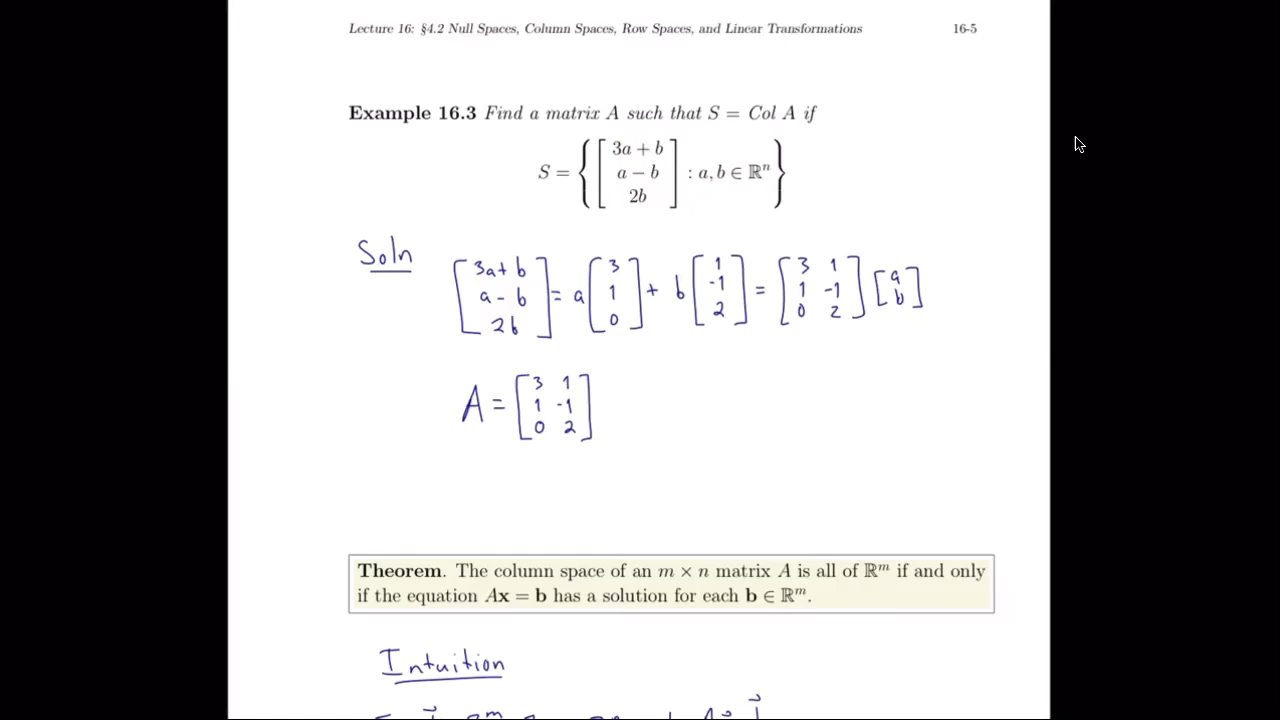 Lecture 16: §4.2 Null Spaces, Column Spaces, Row Spaces, and Linear Transformations 16-5
Example 16.3 Find a matrix A such that S = Col A if
S = { [ 3a + b
a − b
2b ] : a, b ∈ ℝⁿ }
Soln
[ 3a + b
a - b
2b ] = a [ 3
1
0 ] + b [ 1
-1
2 ] = [ 3 1
1 -1
0 2 ] [ a
b ]
A = [ 3 1
1 -1
0 2 ]
Theorem. The column space of an m × n matrix A is all of ℝᵐ if and only
if the equation Ax = b has a solution for each b ∈ ℝᵐ.
Intuition